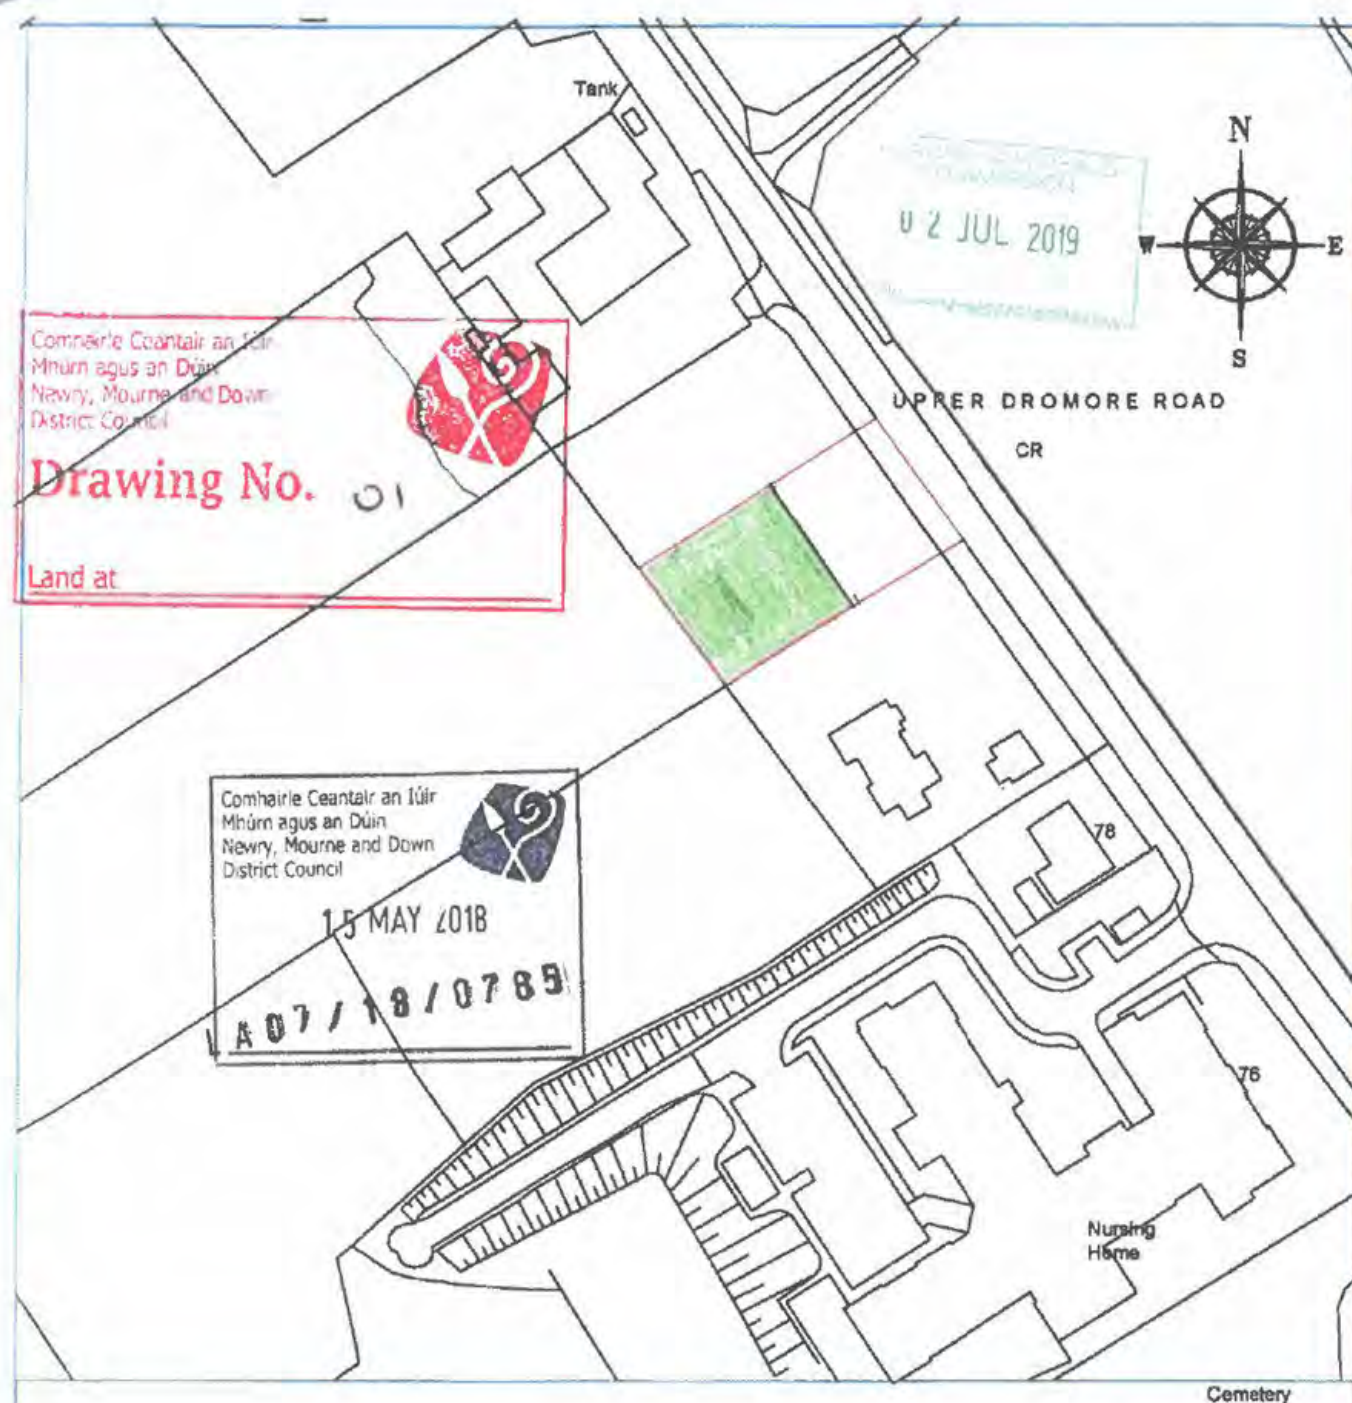 Tank
N
W
E
S
02 JUL 2019
Comhairle Ceantair an Iúir
Mhúrn agus an Dúin
Newry, Mourne and Down
District Council
Drawing No. 01
Land at
UPPER DROMORE ROAD
CR
Comhairle Ceantair an Iúir
Mhúrn agus an Dúin
Newry, Mourne and Down
District Council
15 MAY 2018
LA07/18/0785
78
76
Nursing
Home
Cemetery